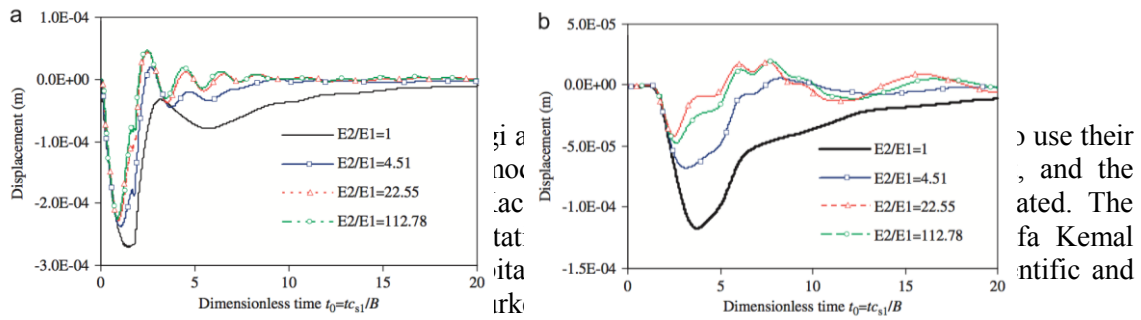 a
1.0E-04
0.0E+00
-1.0E-04
-2.0E-04
-3.0E-04
Displacement (m)
E2/E1=1
E2/E1=4.51
E2/E1=22.55
E2/E1=112.78
0 5 10 15 20
Dimensionless time t₀=tcₛ₁/B
b
5.0E-05
0.0E+00
-5.0E-05
-1.0E-04
-1.5E-04
Displacement (m)
E2/E1=1
E2/E1=4.51
E2/E1=22.55
E2/E1=112.78
0 5 10 15 20
Dimensionless time t₀=tcₛ₁/B
gi a
o use their
, and the
ated. The
fa Kemal
entific and